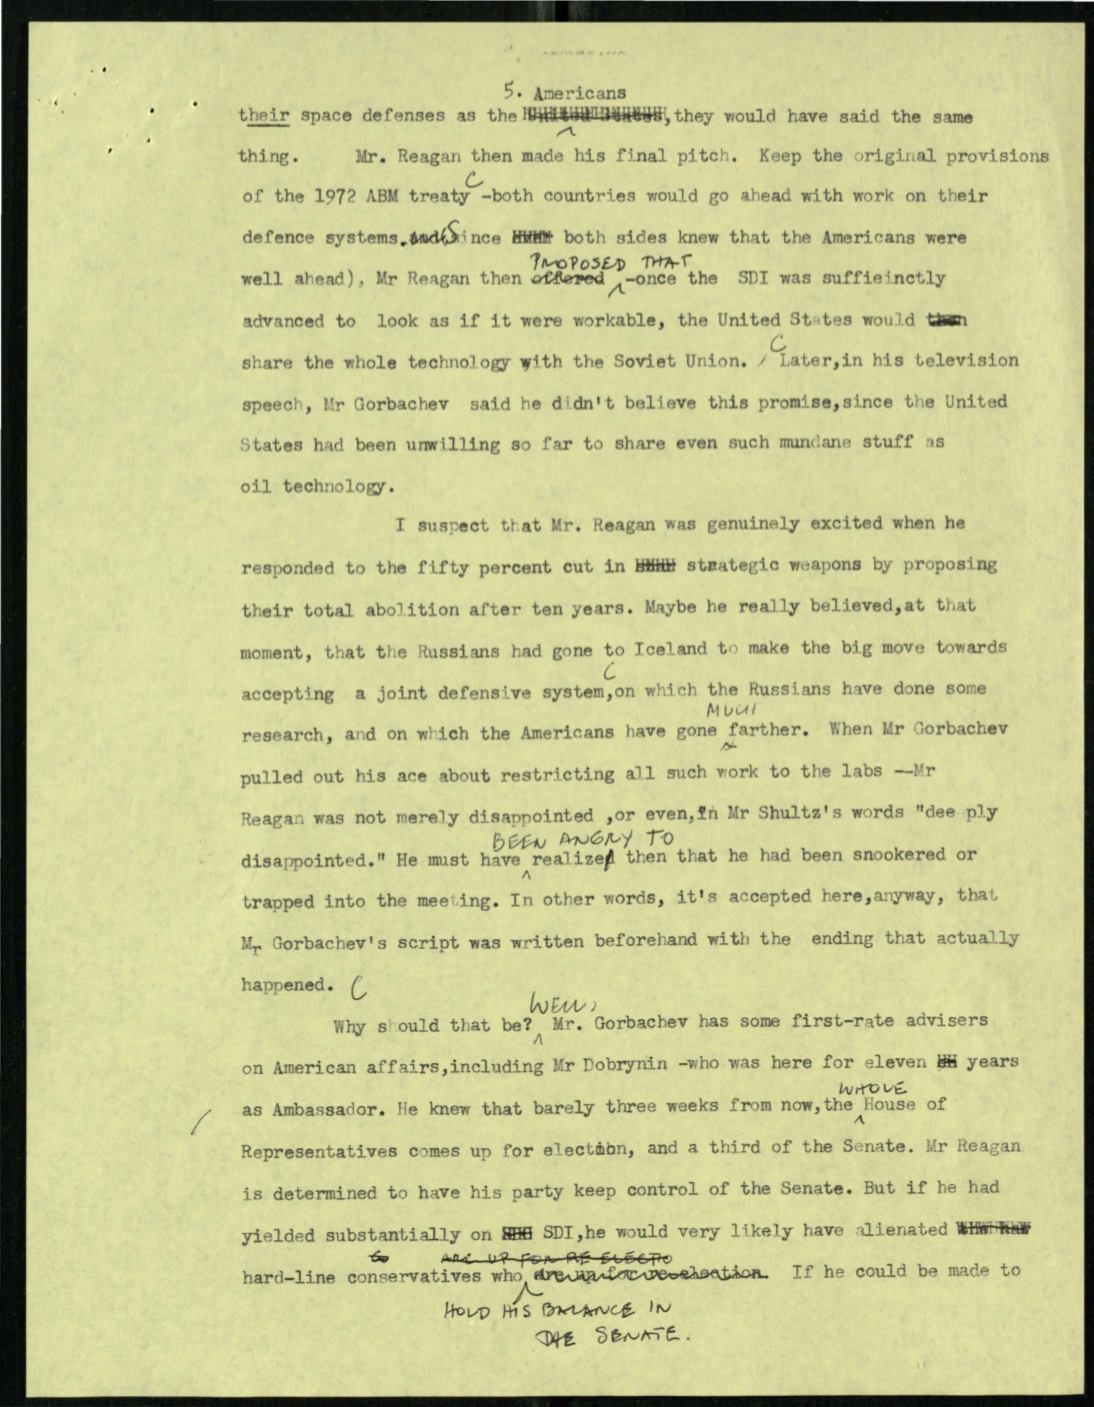 5. Americans
their space defenses as the United States, they would have said the same
thing. Mr. Reagan then made his final pitch. Keep the original provisions
of the 1972 ABM treaty -both countries would go ahead with work on their
defence systems. and Since both sides knew that the Americans were
PROPOSED THAT
well ahead), Mr Reagan then offered -once the SDI was suffieinctly
advanced to look as if it were workable, the United States would then
share the whole technology with the Soviet Union. / Later,in his television
speech, Mr Gorbachev said he didn't believe this promise,since the United
States had been unwilling so far to share even such mundane stuff as
oil technology.
I suspect that Mr. Reagan was genuinely excited when he
responded to the fifty percent cut in strategic weapons by proposing
their total abolition after ten years. Maybe he really believed,at that
moment, that the Russians had gone to Iceland to make the big move towards
accepting a joint defensive system,on which the Russians have done some
MUCH
research, and on which the Americans have gone farther. When Mr Gorbachev
pulled out his ace about restricting all such work to the labs --Mr
Reagan was not merely disappointed ,or even,in Mr Shultz's words "dee ply
BEEN ANGRY TO
disappointed." He must have realized then that he had been snookered or
trapped into the meeting. In other words, it's accepted here,anyway, that
Mr Gorbachev's script was written beforehand with the ending that actually
happened.
WELL,
Why should that be? Mr. Gorbachev has some first-rate advisers
on American affairs,including Mr Dobrynin -who was here for eleven years
WHOLE
as Ambassador. He knew that barely three weeks from now,the House of
Representatives comes up for election, and a third of the Senate. Mr Reagan
is determined to have his party keep control of the Senate. But if he had
yielded substantially on SDI,he would very likely have alienated
ARE UP FOR RE ELECTO
hard-line conservatives who are up for re-election. If he could be made to
HOLD HIS BALANCE IN
THE SENATE.